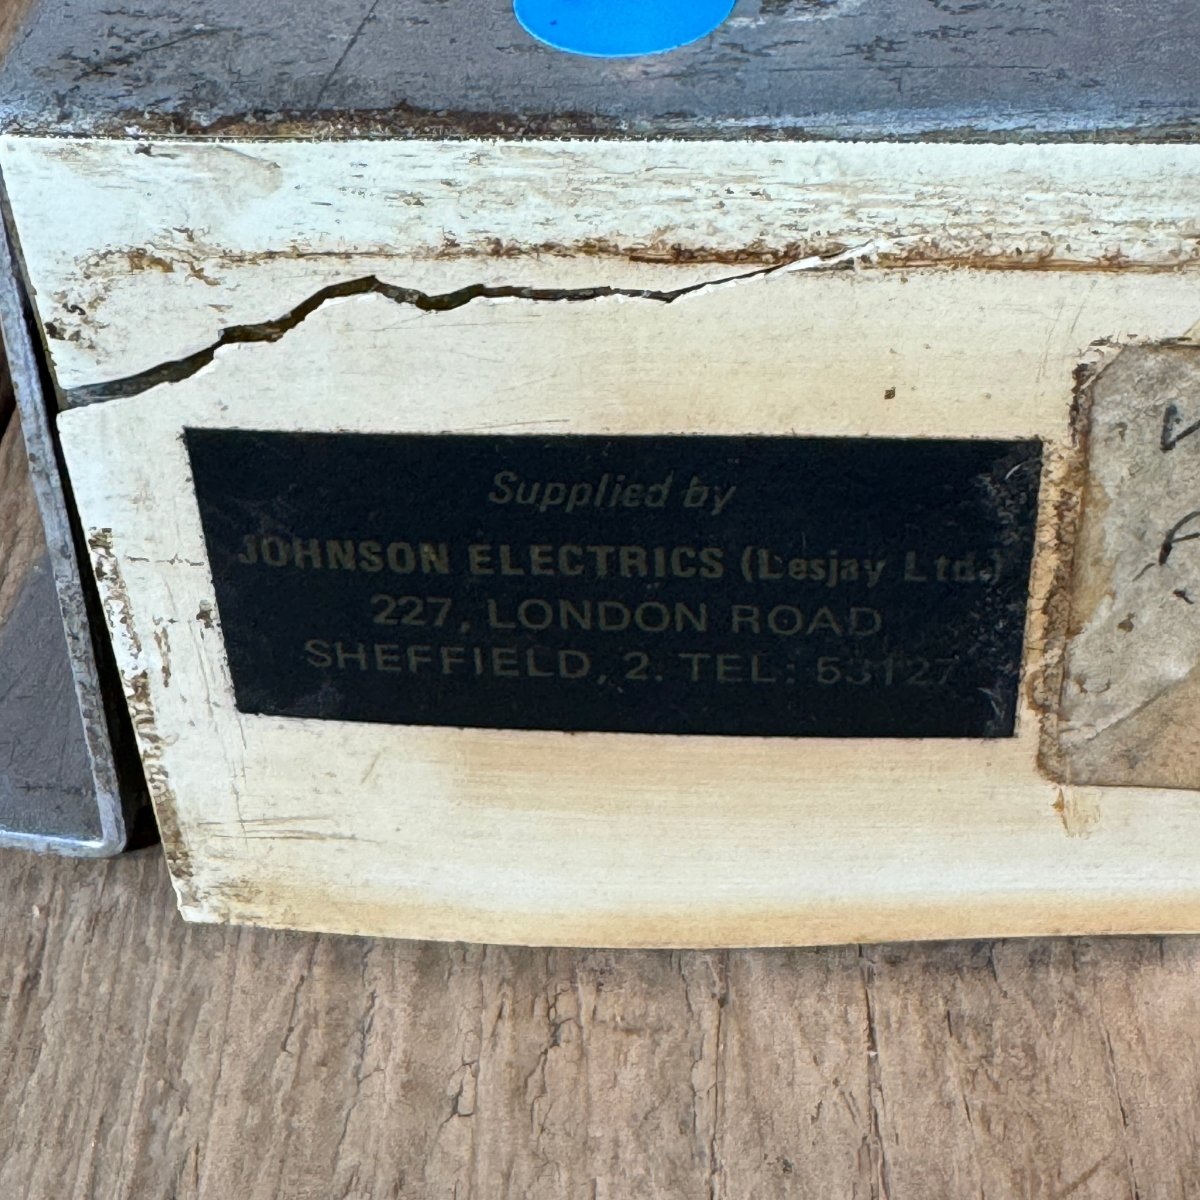 Supplied by
JOHNSON ELECTRICS (Lesjay Ltd.)
227, LONDON ROAD
SHEFFIELD, 2. TEL: 53127